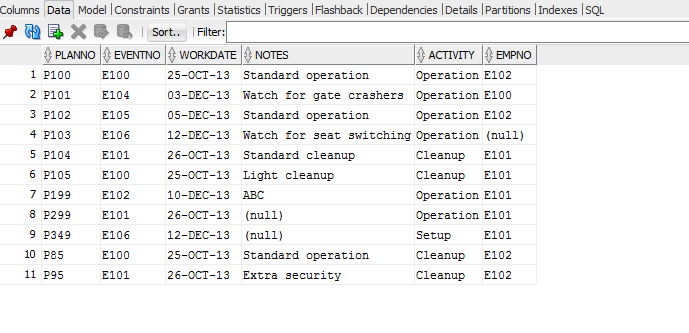 Columns Data Model Constraints Grants Statistics Triggers Flashback Dependencies Details Partitions Indexes SQL
Sort.. Filter:
PLANNO EVENTNO WORKDATE NOTES ACTIVITY EMPNO
1 P100 E100 25-OCT-13 Standard operation Operation E102
2 P101 E104 03-DEC-13 Watch for gate crashers Operation E100
3 P102 E105 05-DEC-13 Standard operation Operation E102
4 P103 E106 12-DEC-13 Watch for seat switching Operation (null)
5 P104 E101 26-OCT-13 Standard cleanup Cleanup E101
6 P105 E100 25-OCT-13 Light cleanup Cleanup E101
7 P199 E102 10-DEC-13 ABC Operation E101
8 P299 E101 26-OCT-13 (null) Operation E101
9 P349 E106 12-DEC-13 (null) Setup E101
10 P85 E100 25-OCT-13 Standard operation Cleanup E102
11 P95 E101 26-OCT-13 Extra security Cleanup E102